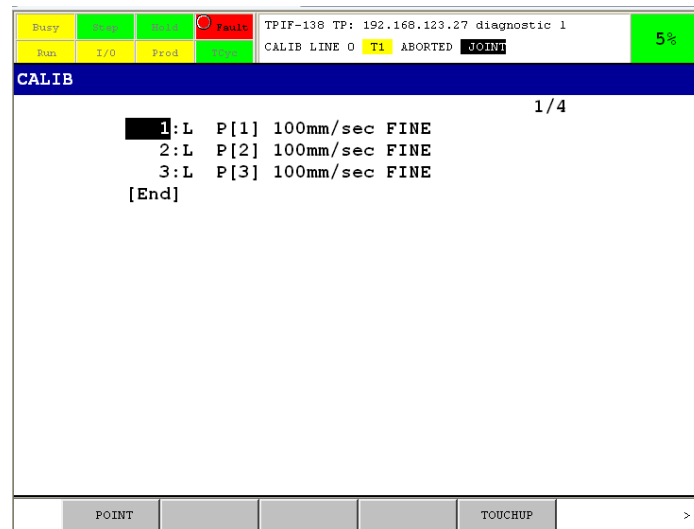 Busy Step Hold Fault TPIF-138 TP: 192.168.123.27 diagnostic l
Run I/O Prod TCyc CALIB LINE 0 T1 ABORTED JOINT 5%
CALIB
1/4
1:L P[1] 100mm/sec FINE
2:L P[2] 100mm/sec FINE
3:L P[3] 100mm/sec FINE
[End]
POINT TOUCHUP >